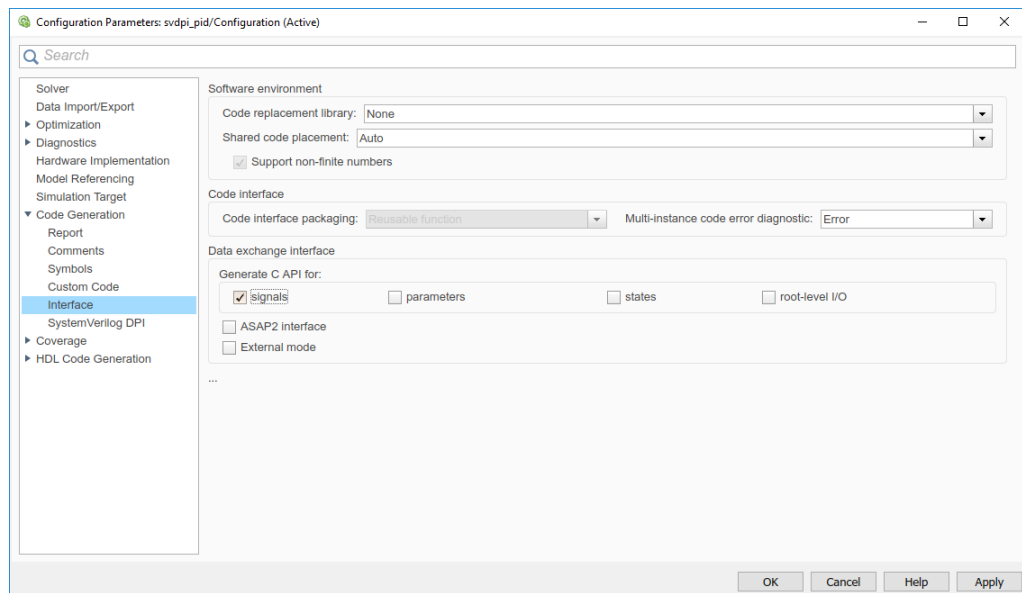 Configuration Parameters: svdpi_pid/Configuration (Active)
Search
Solver
Data Import/Export
Optimization
Diagnostics
Hardware Implementation
Model Referencing
Simulation Target
Code Generation
Report
Comments
Symbols
Custom Code
Interface
SystemVerilog DPI
Coverage
HDL Code Generation
Software environment
Code replacement library: None
Shared code placement: Auto
Support non-finite numbers
Code interface
Code interface packaging: Reusable function Multi-instance code error diagnostic: Error
Data exchange interface
Generate C API for:
signals parameters states root-level I/O
ASAP2 interface
External mode
...
OK Cancel Help Apply